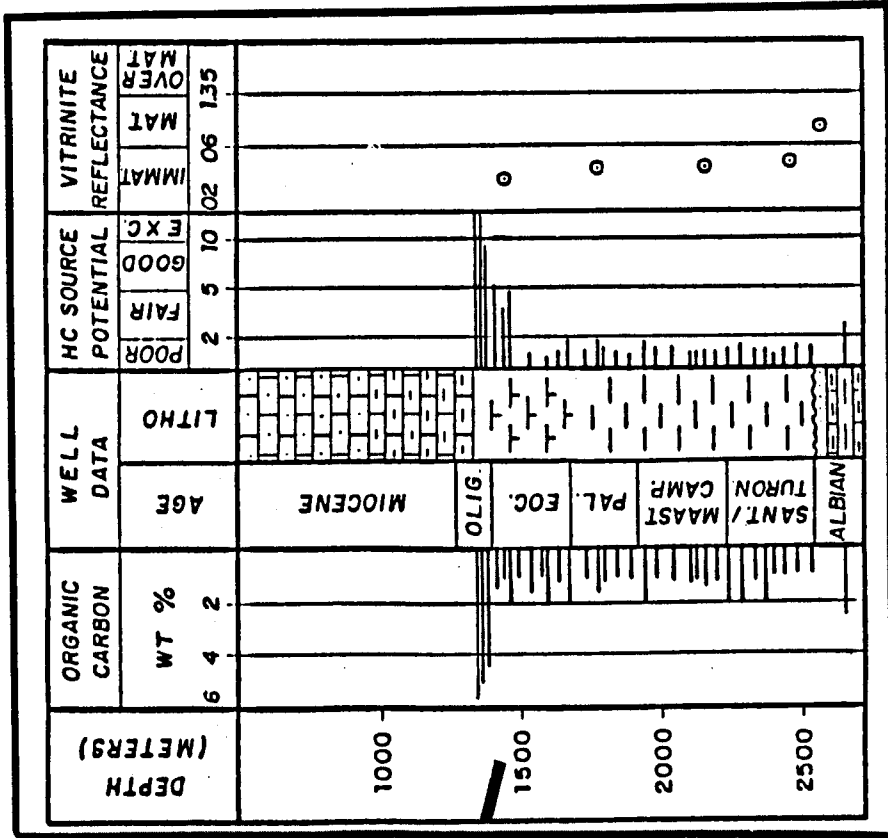 DEPTH
(METERS)
1000
1500
2000
2500
ORGANIC
CARBON
WT %
2
4
6
WELL
DATA
AGE
MIOCENE
OLIG.
EOC.
PAL.
MAAST
CAMP.
SANT./
TURON.
ALBIAN
LITHO
HC SOURCE
POTENTIAL
POOR
FAIR
GOOD
EXC.
2
5
10
VITRINITE
REFLECTANCE
IMMAT.
MAT.
OVER
MAT
02
06
1.35